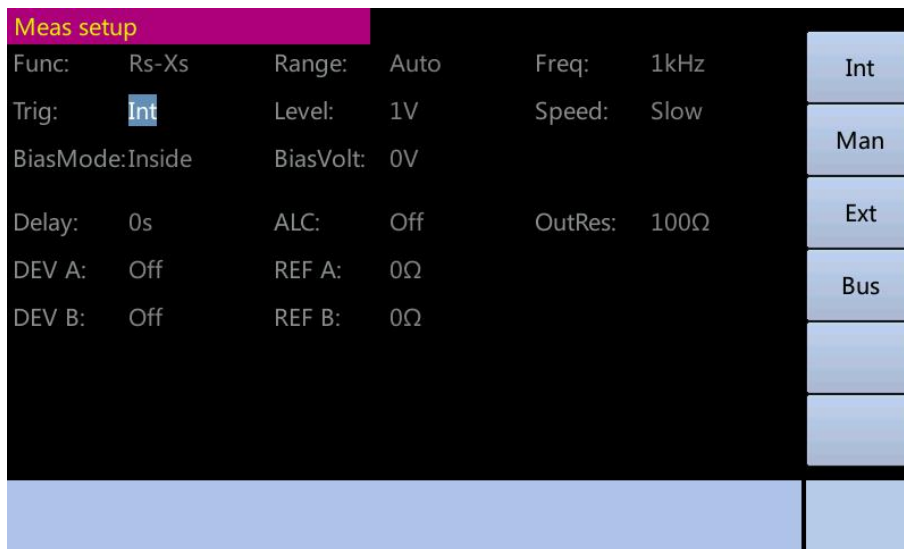 Meas setup
Func: Rs-Xs Range: Auto Freq: 1kHz
Trig: Int Level: 1V Speed: Slow
BiasMode: Inside BiasVolt: 0V
Delay: 0s ALC: Off OutRes: 100Ω
DEV A: Off REF A: 0Ω
DEV B: Off REF B: 0Ω
Int
Man
Ext
Bus